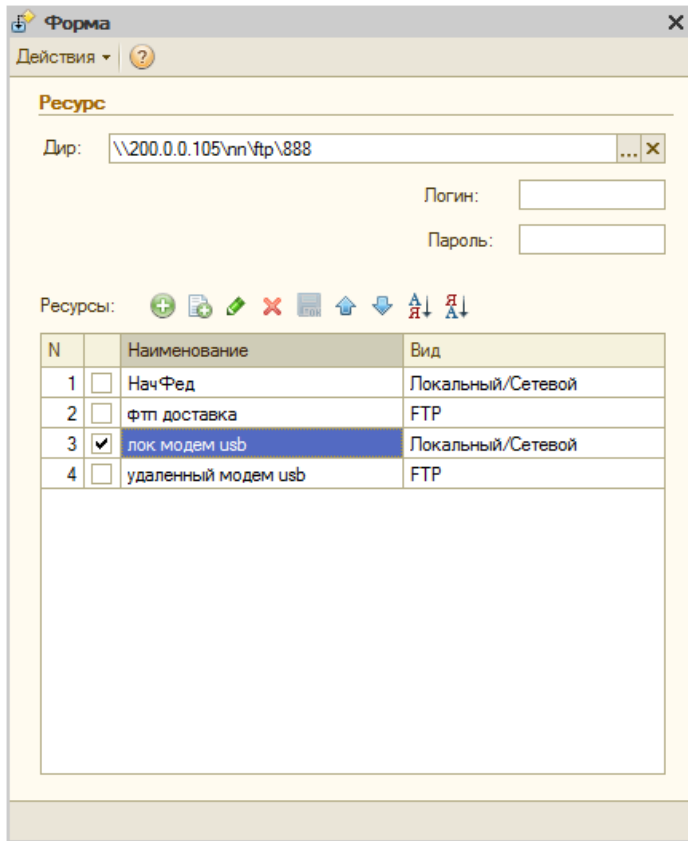 Форма
Действия
Ресурс
Дир: \\200.0.0.105\nn\ftp\888 ...
Логин:
Пароль:
Ресурсы:
N Наименование Вид
1 НачФед Локальный/Сетевой
2 фтп доставка FTP
3 лок модем usb Локальный/Сетевой
4 удаленный модем usb FTP